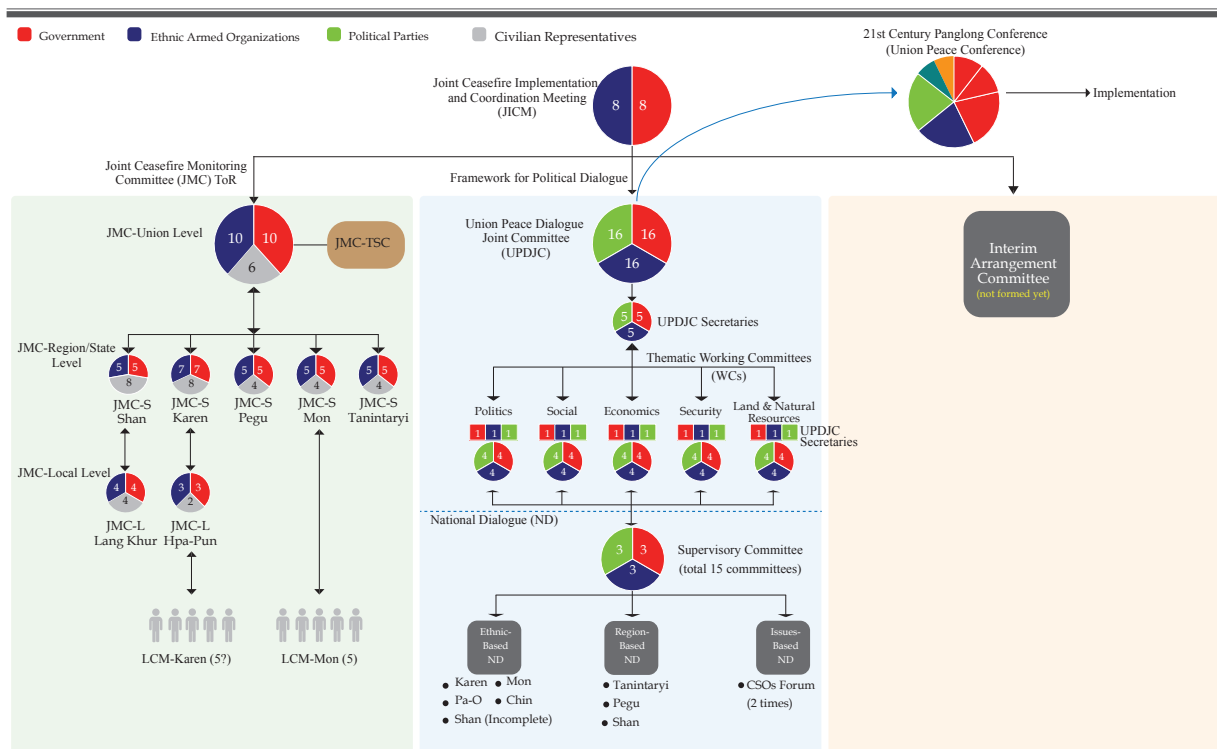 Government
Ethnic Armed Organizations
Political Parties
Civilian Representatives
21st Century Panglong Conference
(Union Peace Conference)
Implementation
Joint Ceasefire Implementation
and Coordination Meeting
(JICM)
8 8
Joint Ceasefire Monitoring
Committee (JMC) ToR
Framework for Political Dialogue
JMC-Union Level
10 10
6
JMC-TSC
JMC-Region/State
Level
5 5
8
JMC-S
Shan
7 7
8
JMC-S
Karen
5 5
4
JMC-S
Pegu
5 5
4
JMC-S
Mon
5 5
4
JMC-S
Tanintaryi
JMC-Local Level
4 4
4
JMC-L
Lang Khur
3 3
2
JMC-L
Hpa-Pun
LCM-Karen (5?)
LCM-Mon (5)
Union Peace Dialogue
Joint Committee
(UPDJC)
16 16
16
5 5
5
UPDJC Secretaries
Thematic Working Committees
(WCs)
Politics
1 1 1
4 4
4
Social
1 1 1
4 4
4
Economics
1 1 1
4 4
4
Security
1 1 1
4 4
4
Land & Natural
Resources
1 1 1
4 4
4
UPDJC
Secretaries
National Dialogue (ND)
3 3
3
Supervisory Committee
(total 15 commmittees)
Ethnic-
Based
ND
• Karen
• Mon
• Pa-O
• Chin
• Shan (Incomplete)
Region-
Based
ND
• Tanintaryi
• Pegu
• Shan
Issues-
Based
ND
• CSOs Forum
(2 times)
Interim
Arrangement
Committee
(not formed yet)